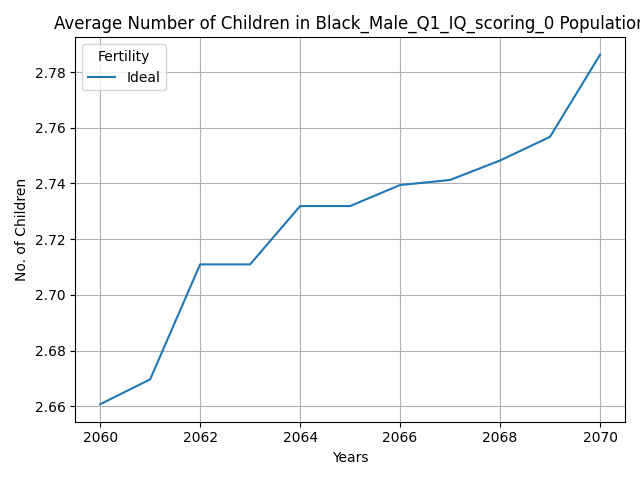 Average Number of Children in Black_Male_Q1_IQ_scoring_0 Population
Fertility
Ideal
2.78
2.76
2.74
2.72
2.70
2.68
2.66
No. of Children
2060 2062 2064 2066 2068 2070
Years